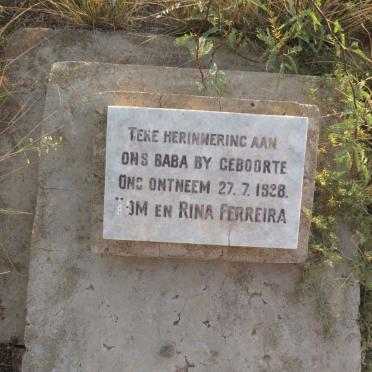 TERE HERINNERING AAN
ONS BABA BY GEBOORTE
ONS ONTNEEM 27.7.1928.
EN RINA FERREIRA